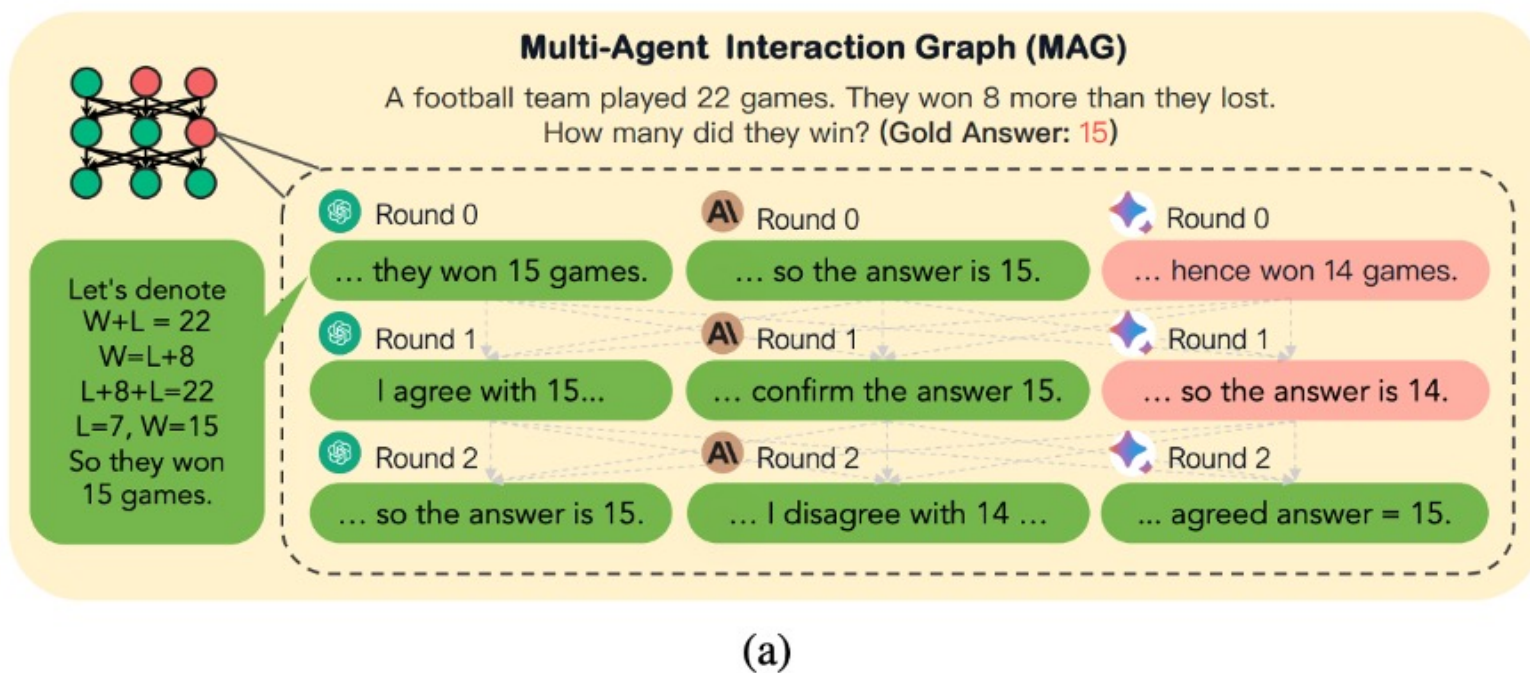 Multi-Agent Interaction Graph (MAG)
A football team played 22 games. They won 8 more than they lost.
How many did they win? (Gold Answer: 15)
Let's denote
W+L = 22
W=L+8
L+8+L=22
L=7, W=15
So they won
15 games.
Round 0
A\ Round 0
Round 0
... they won 15 games.
... so the answer is 15.
... hence won 14 games.
Round 1
A\ Round 1
Round 1
I agree with 15...
... confirm the answer 15.
... so the answer is 14.
Round 2
A\ Round 2
Round 2
... so the answer is 15.
... I disagree with 14 ...
... agreed answer = 15.
(a)